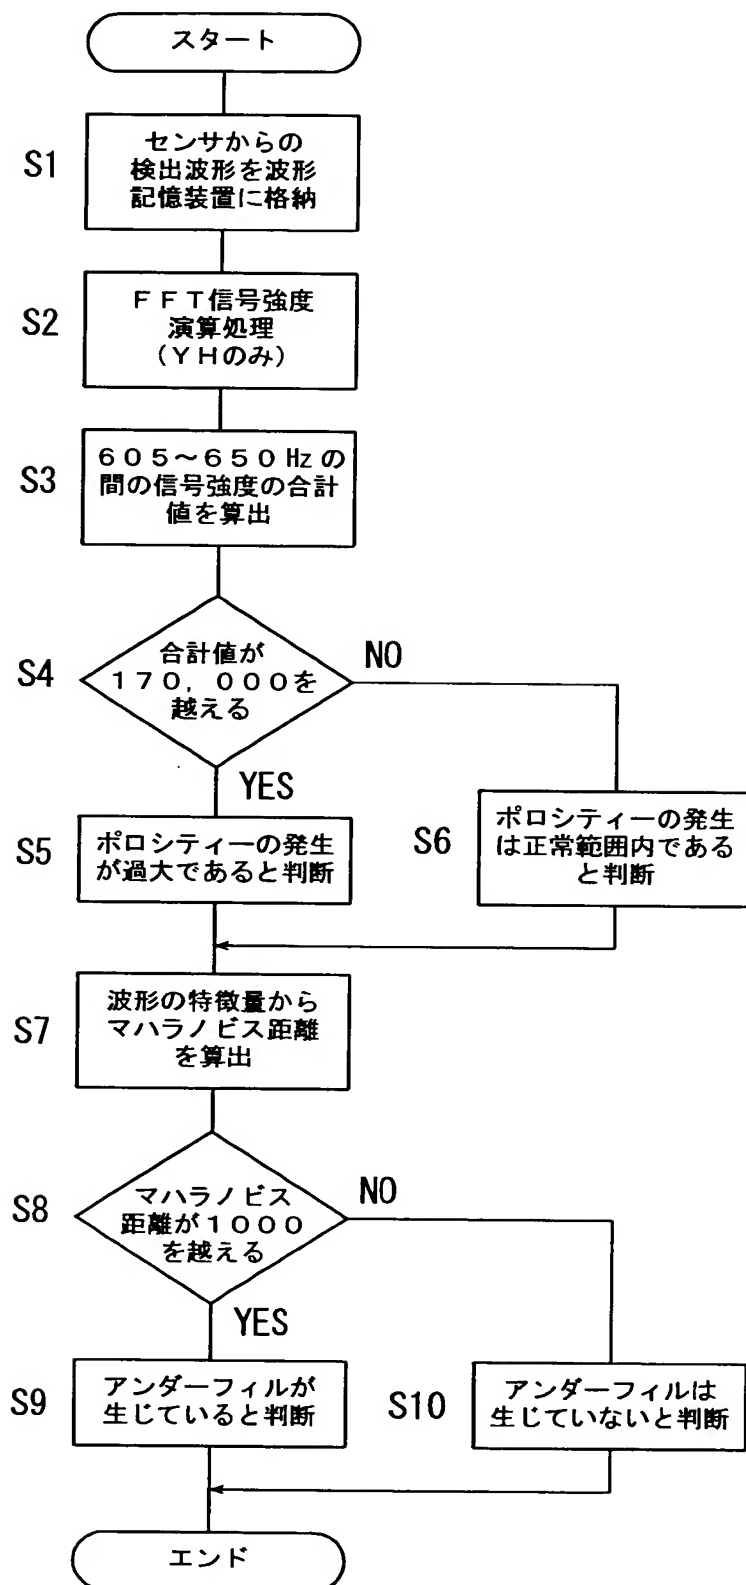 スタート
S1
センサからの
検出波形を波形
記憶装置に格納
S2
ＦＦＴ信号強度
演算処理
（ＹＨのみ）
S3
６０５～６５０Hzの
間の信号強度の合計
値を算出
S4
合計値が
１７０，０００を
越える
NO
YES
S5
ポロシティーの発生
が過大であると判断
S6
ポロシティーの発生
は正常範囲内である
と判断
S7
波形の特徴量から
マハラノビス距離
を算出
S8
マハラノビス
距離が１０００
を越える
NO
YES
S9
アンダーフィルが
生じていると判断
S10
アンダーフィルは
生じていないと判断
エンド